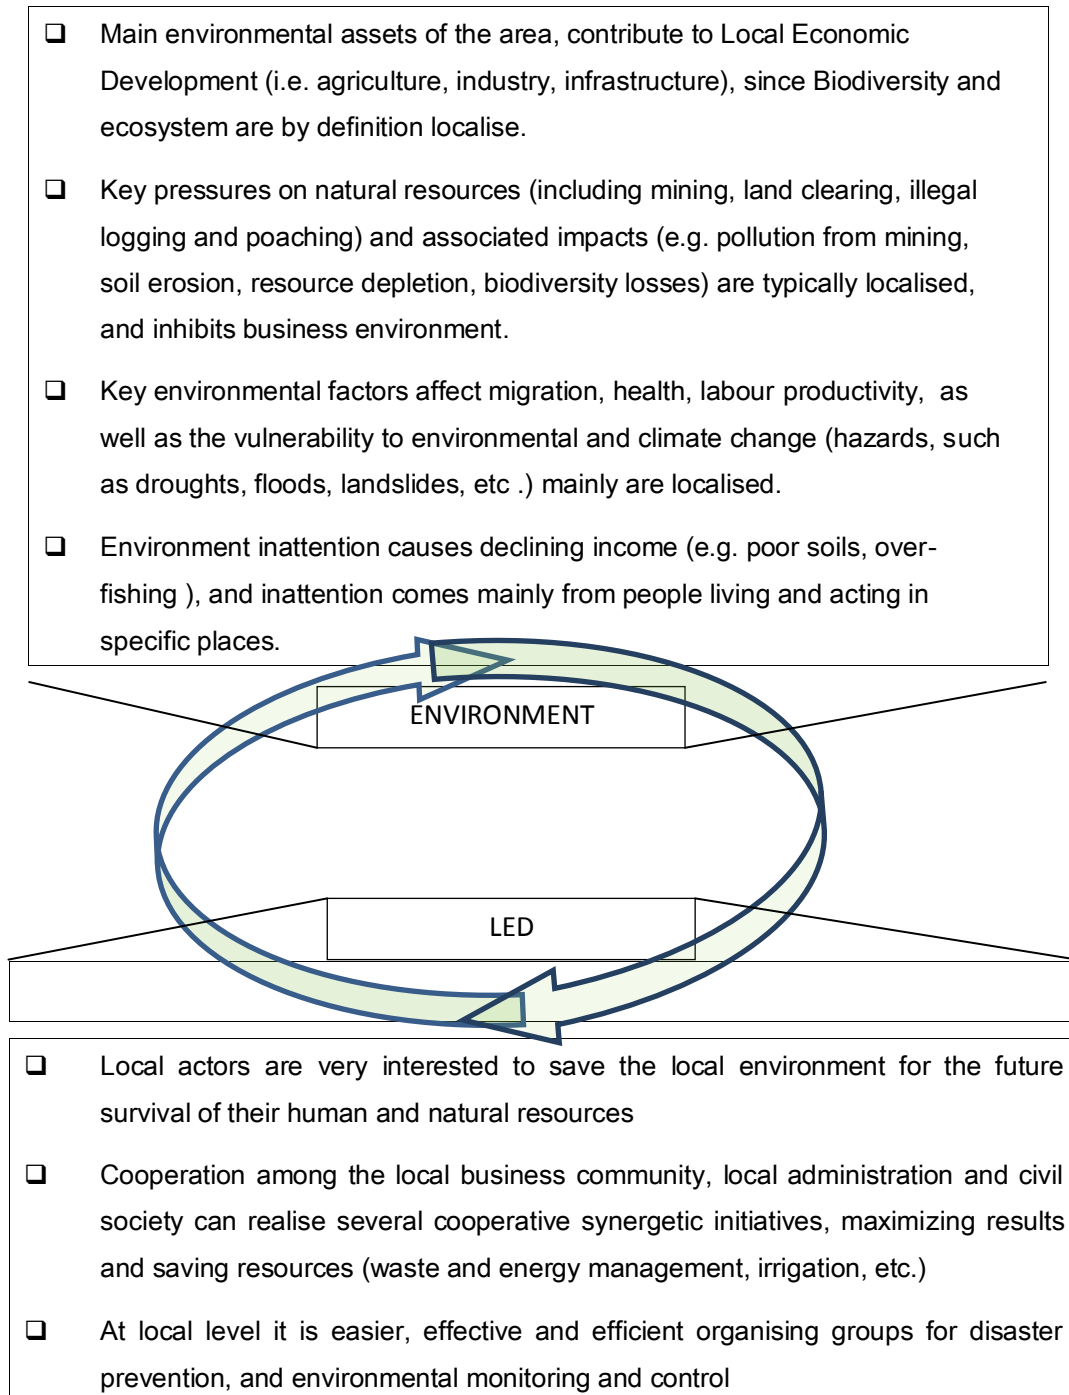 ❑ Main environmental assets of the area, contribute to Local Economic
Development (i.e. agriculture, industry, infrastructure), since Biodiversity and
ecosystem are by definition localise.
❑ Key pressures on natural resources (including mining, land clearing, illegal
logging and poaching) and associated impacts (e.g. pollution from mining,
soil erosion, resource depletion, biodiversity losses) are typically localised,
and inhibits business environment.
❑ Key environmental factors affect migration, health, labour productivity, as
well as the vulnerability to environmental and climate change (hazards, such
as droughts, floods, landslides, etc .) mainly are localised.
❑ Environment inattention causes declining income (e.g. poor soils, over-
fishing ), and inattention comes mainly from people living and acting in
specific places.
ENVIRONMENT
LED
❑ Local actors are very interested to save the local environment for the future
survival of their human and natural resources
❑ Cooperation among the local business community, local administration and civil
society can realise several cooperative synergetic initiatives, maximizing results
and saving resources (waste and energy management, irrigation, etc.)
❑ At local level it is easier, effective and efficient organising groups for disaster
prevention, and environmental monitoring and control